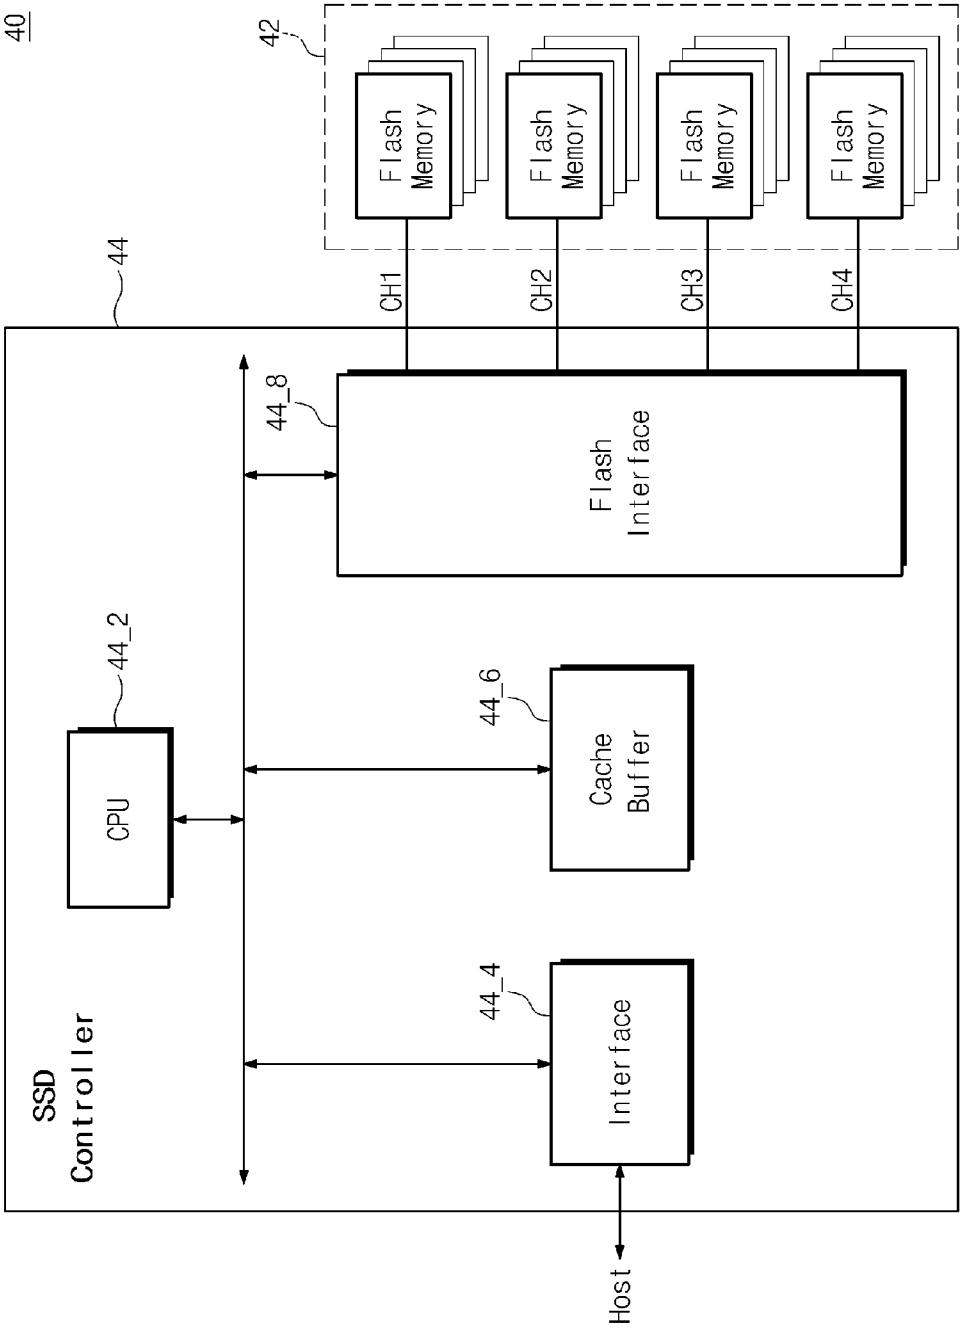 40
SSD
Controller
44
CPU
44_2
Host
Interface
44_4
Cache
Buffer
44_6
Flash
Interface
44_8
CH1
CH2
CH3
CH4
42
Flash
Memory
Flash
Memory
Flash
Memory
Flash
Memory